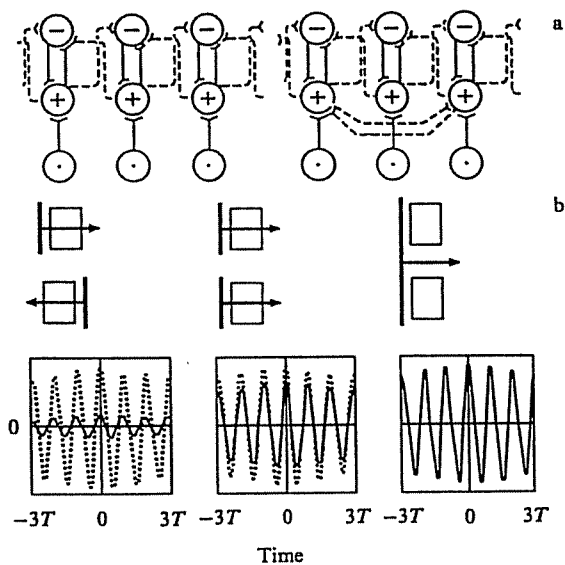 a
− − − − − −
+ + + + + +
b
0
−3T 0 3T −3T 0 3T −3T 0 3T
Time